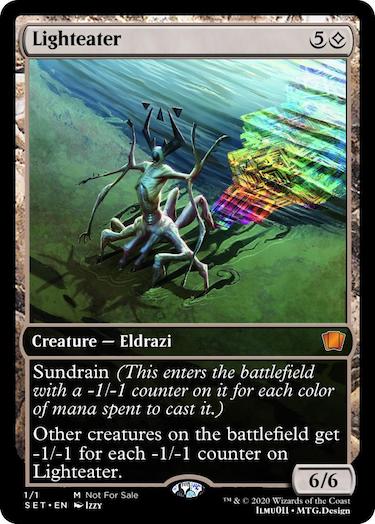 Lighteater 5
Creature — Eldrazi
Sundrain (This enters the battlefield
with a -1/-1 counter on it for each color
of mana spent to cast it.)
Other creatures on the battlefield get
-1/-1 for each -1/-1 counter on
Lighteater.
6/6
1/1 M Not For Sale
SET • EN Izzy
™ & © 2020 Wizards of the Coast
ILMU011 • MTG.Design